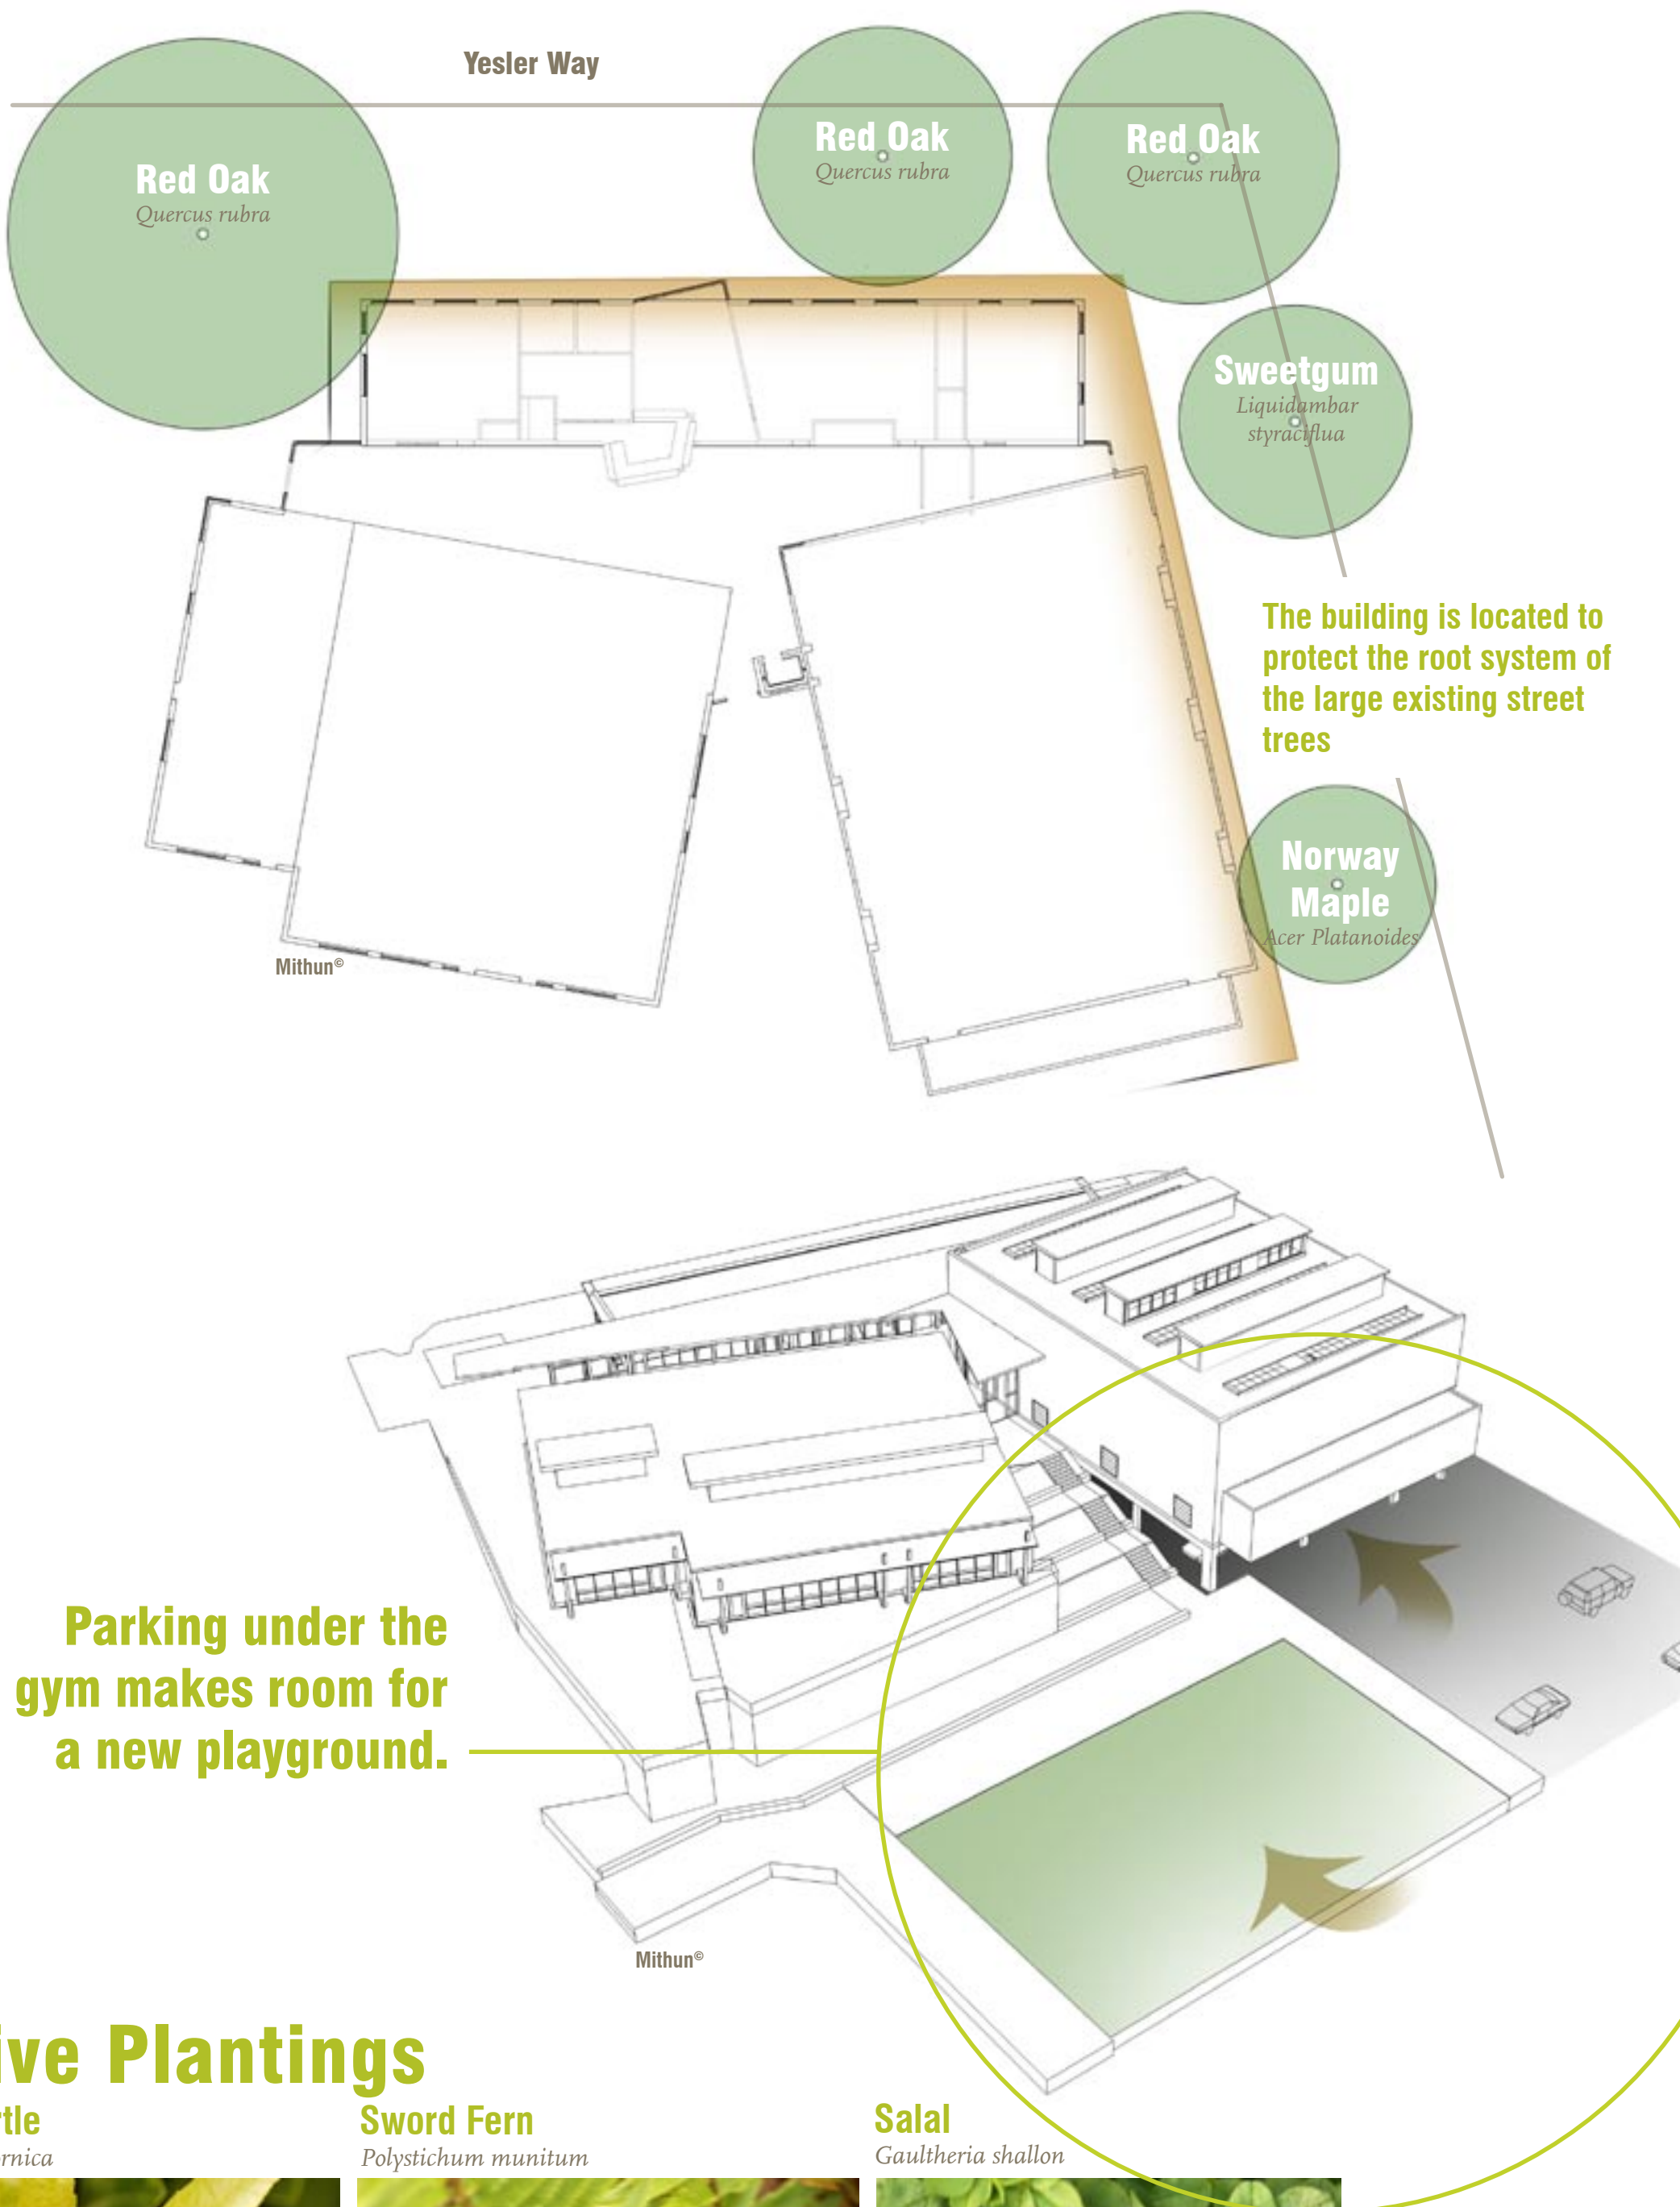 Yesler Way
Red Oak
Quercus rubra
Red Oak
Quercus rubra
Red Oak
Quercus rubra
Sweetgum
Liquidambar
styraciflua
The building is located to
protect the root system of
the large existing street
trees
Norway
Maple
Acer Platanoides
Mithun©
Parking under the
gym makes room for
a new playground.
Mithun©
ive Plantings
rtle
rnica
Sword Fern
Polystichum munitum
Salal
Gaultheria shallon